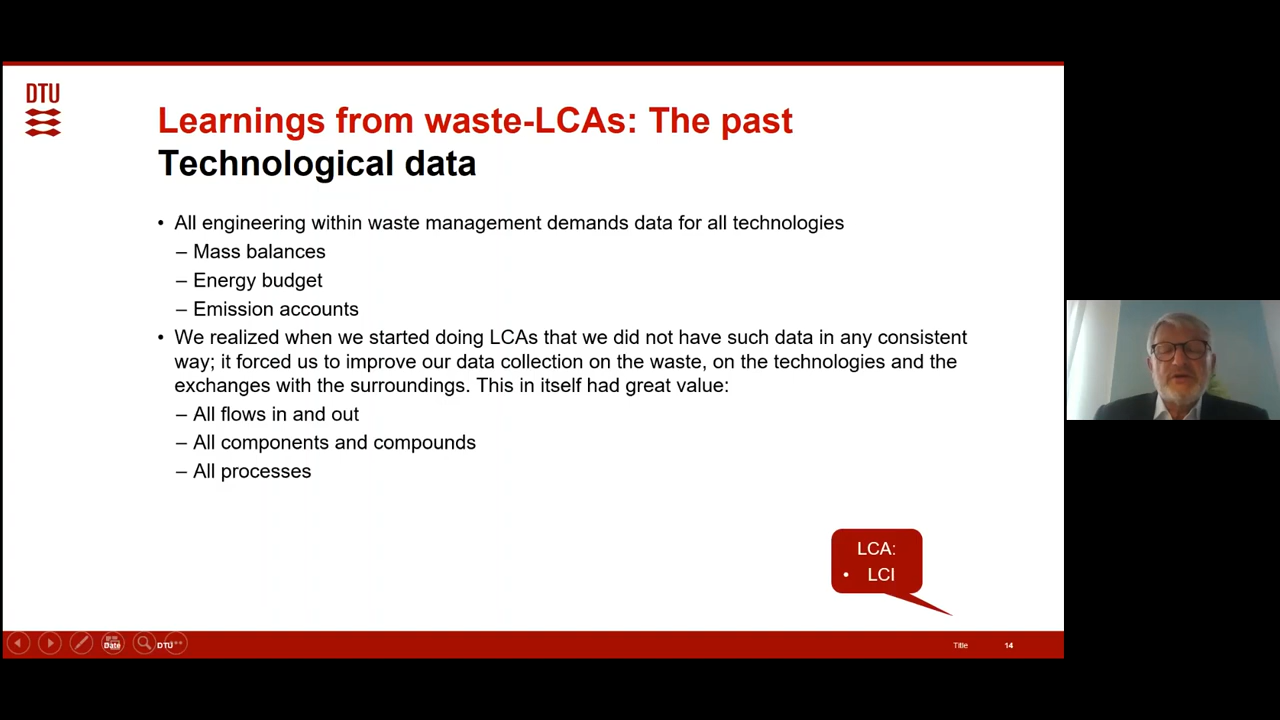 DTU
Learnings from waste-LCAs: The past
Technological data
• All engineering within waste management demands data for all technologies
– Mass balances
– Energy budget
– Emission accounts
• We realized when we started doing LCAs that we did not have such data in any consistent
way; it forced us to improve our data collection on the waste, on the technologies and the
exchanges with the surroundings. This in itself had great value:
– All flows in and out
– All components and compounds
– All processes
LCA:
• LCI
Date
DTU
Title
14